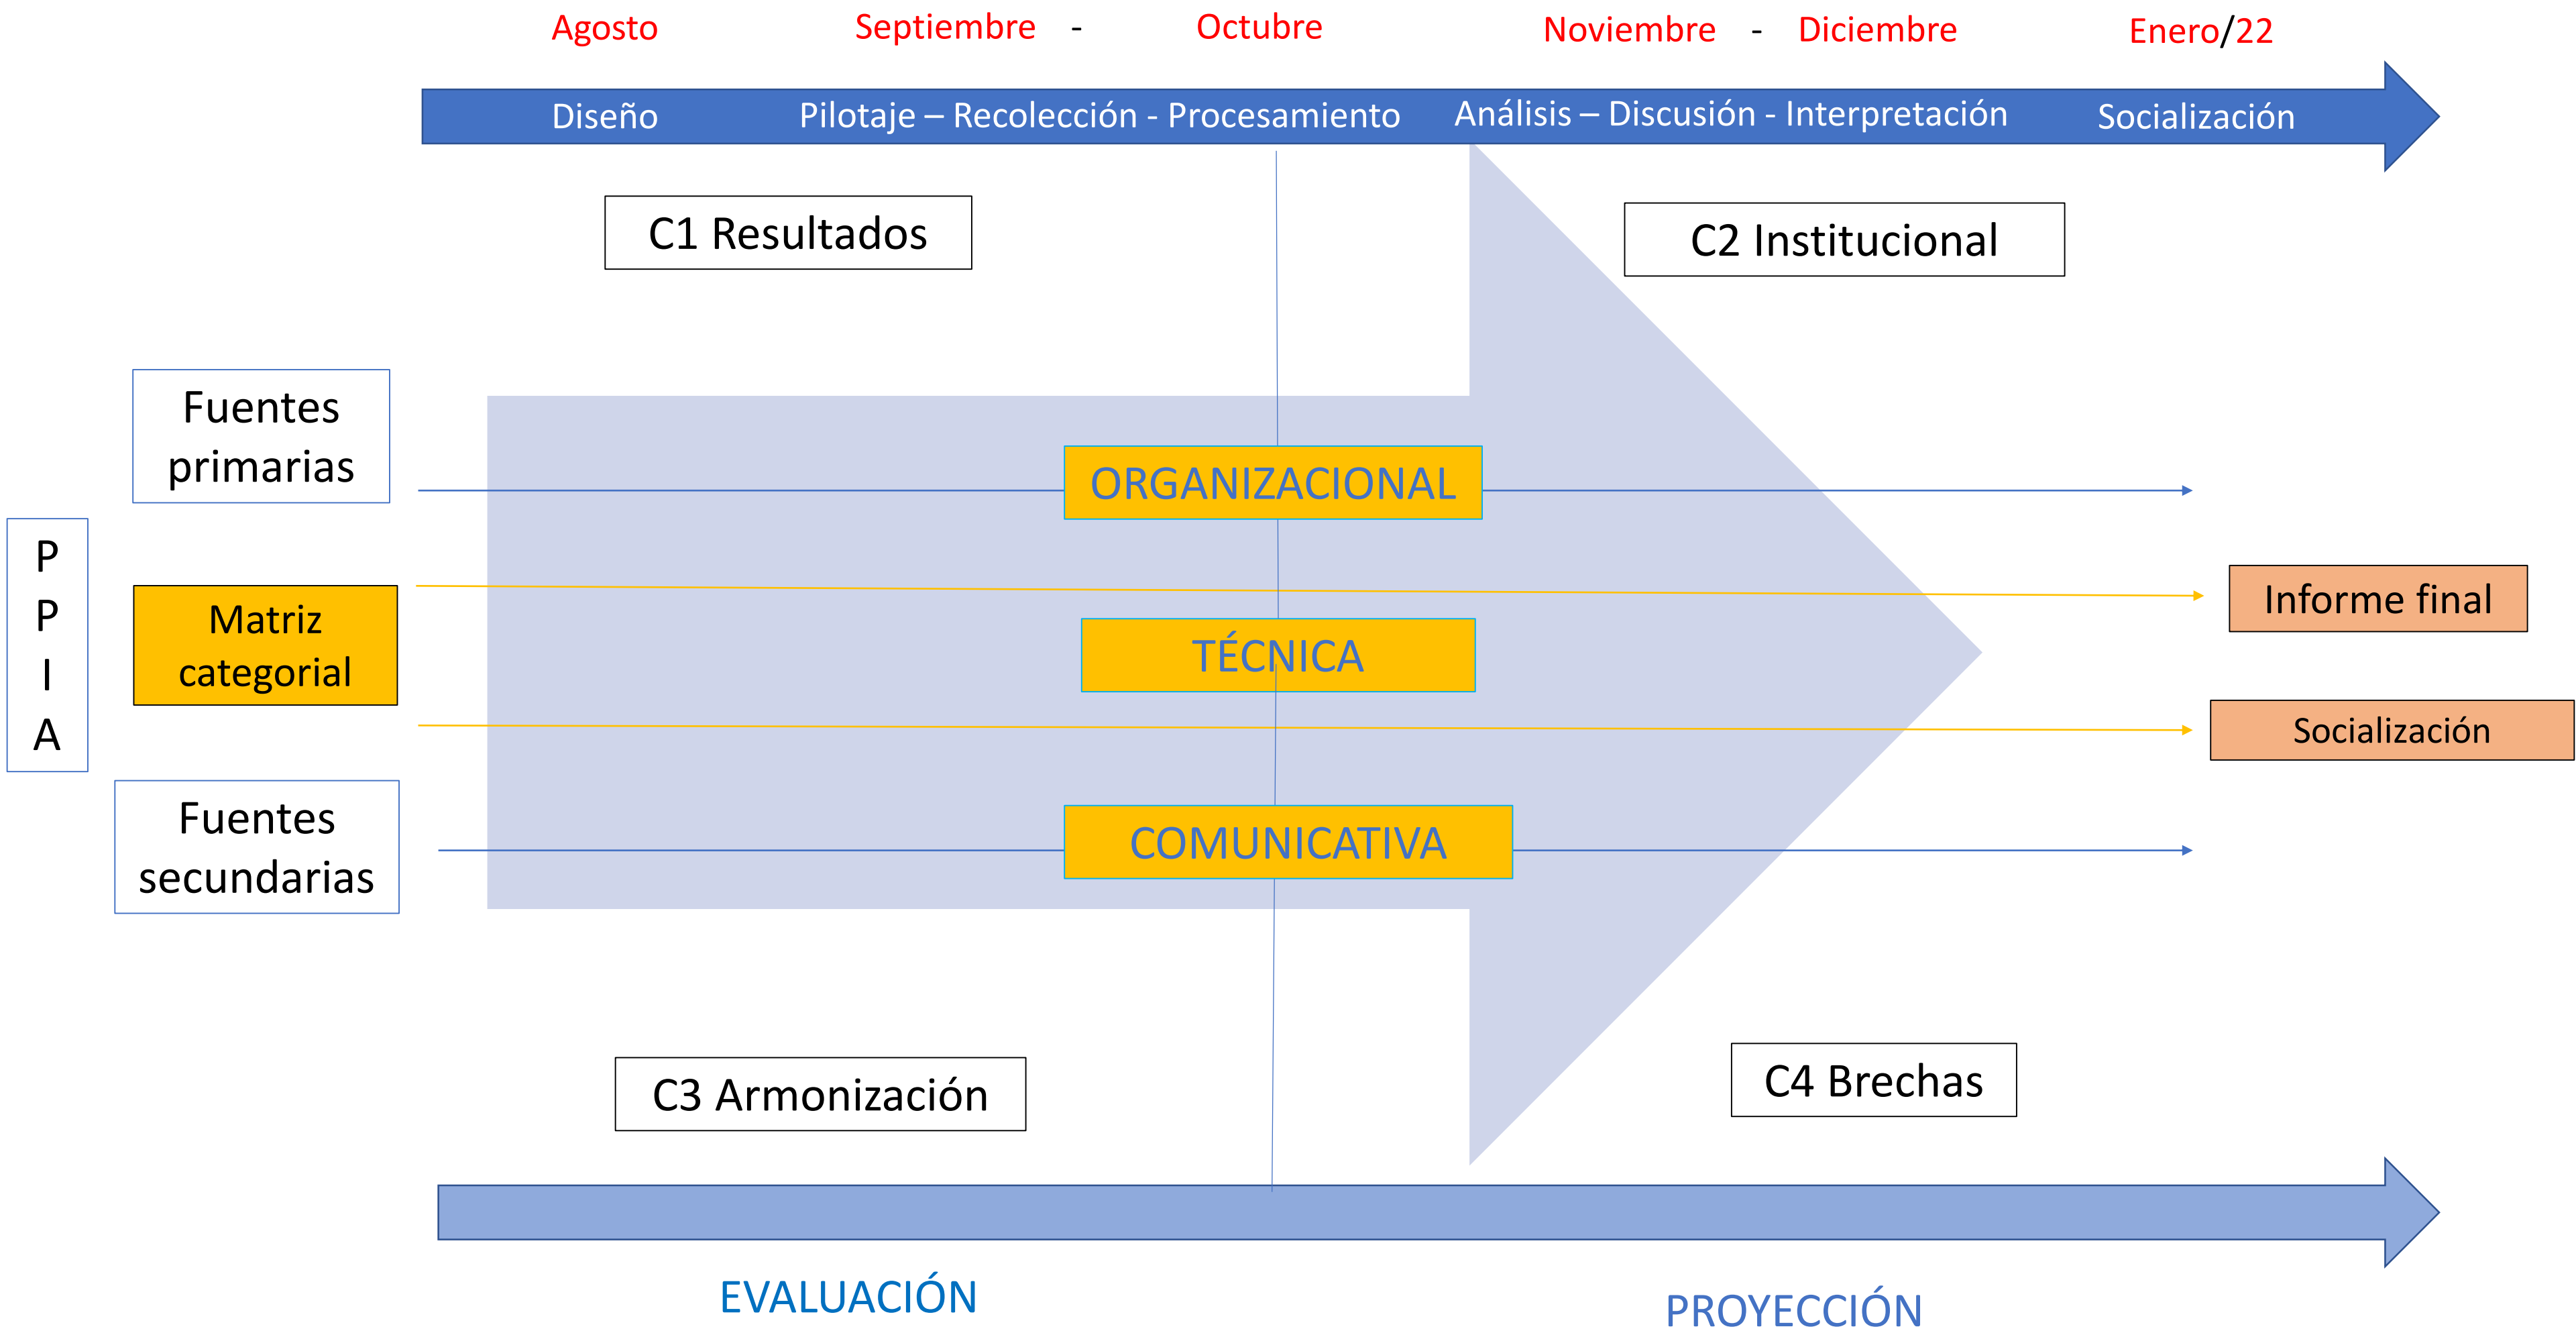 Agosto
Septiembre - Octubre
Noviembre - Diciembre
Enero/22
Diseño
Pilotaje – Recolección - Procesamiento
Análisis – Discusión - Interpretación
Socialización
C1 Resultados
C2 Institucional
Fuentes
primarias
ORGANIZACIONAL
P
P
I
A
Matriz
categorial
TÉCNICA
Informe final
Socialización
Fuentes
secundarias
COMUNICATIVA
C3 Armonización
C4 Brechas
EVALUACIÓN
PROYECCIÓN